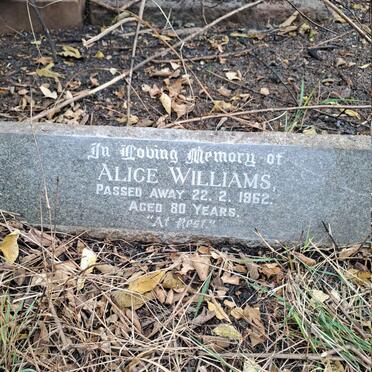 In Loving Memory of
ALICE WILLIAMS,
PASSED AWAY 22. 2. 1962.
AGED 80 YEARS.
"At Rest"